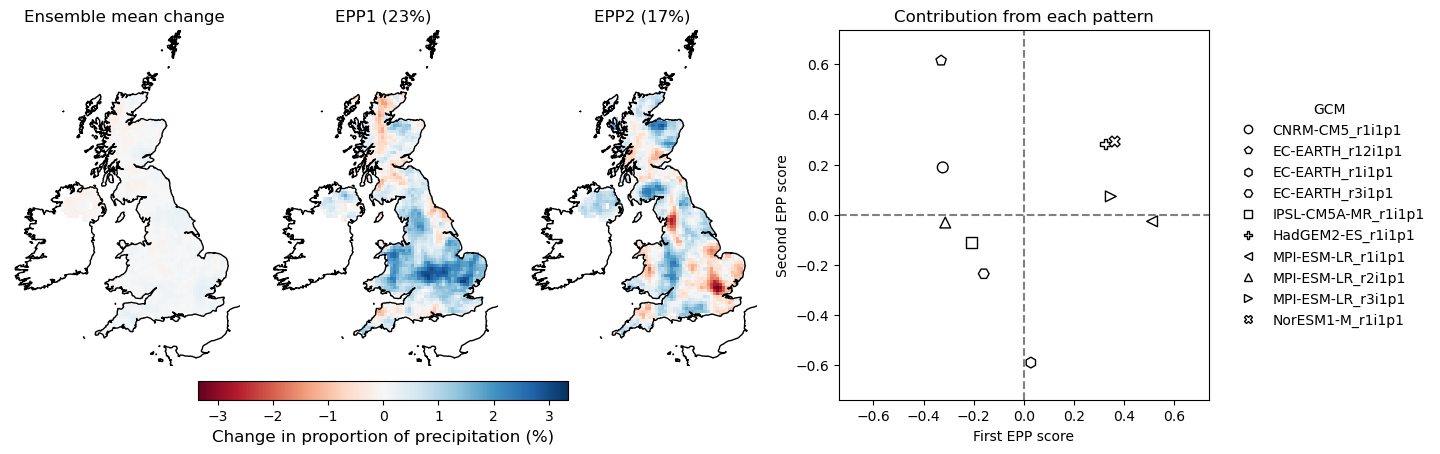 Ensemble mean change
EPP1 (23%)
EPP2 (17%)
−3 −2 −1 0 1 2 3
Change in proportion of precipitation (%)
Contribution from each pattern
Second EPP score
0.6
0.4
0.2
0.0
−0.2
−0.4
−0.6
−0.6 −0.4 −0.2 0.0 0.2 0.4 0.6
First EPP score
GCM
CNRM-CM5_r1i1p1
EC-EARTH_r12i1p1
EC-EARTH_r1i1p1
EC-EARTH_r3i1p1
IPSL-CM5A-MR_r1i1p1
HadGEM2-ES_r1i1p1
MPI-ESM-LR_r1i1p1
MPI-ESM-LR_r2i1p1
MPI-ESM-LR_r3i1p1
NorESM1-M_r1i1p1